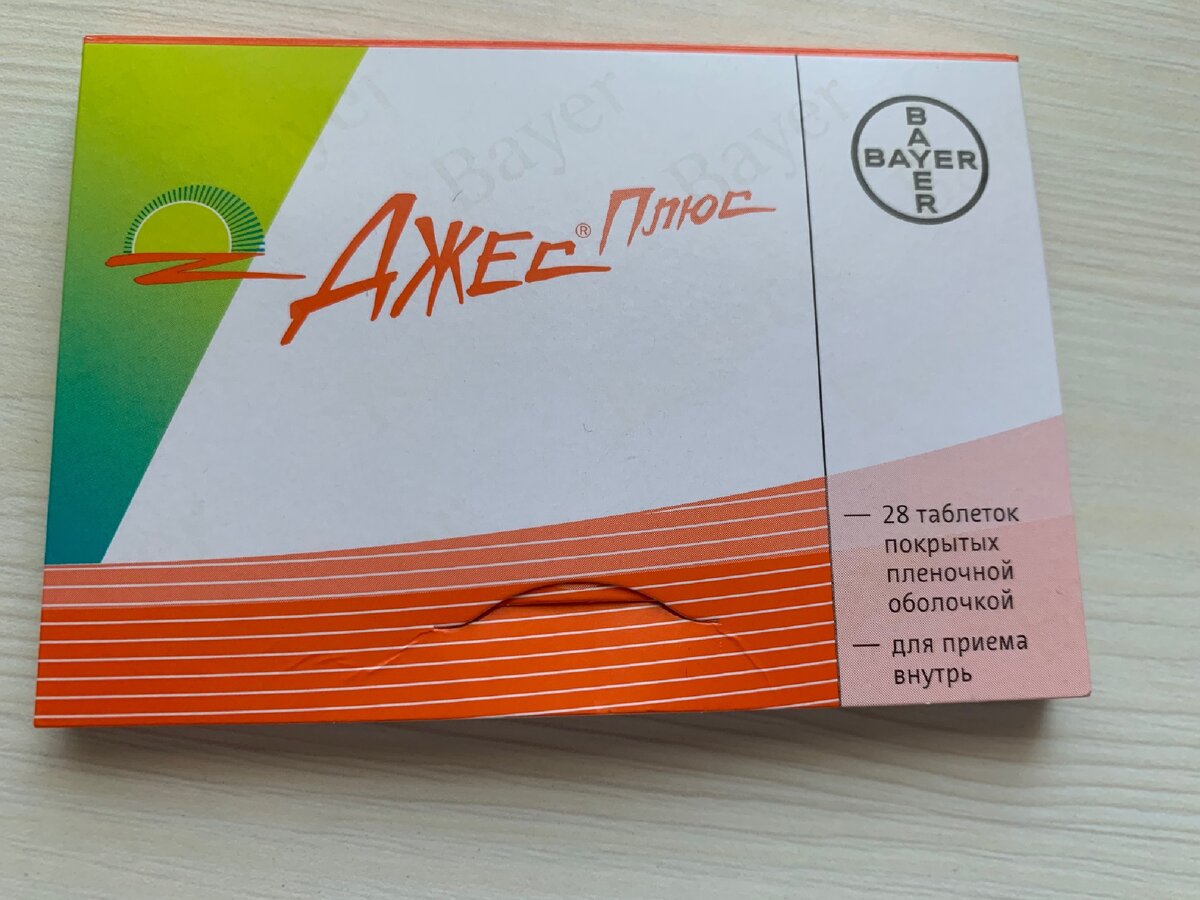 Джес® Плюс
BAYER
BAYER
— 28 таблеток
покрытых
пленочной
оболочкой
— для приема
внутрь
Bayer
Bayer